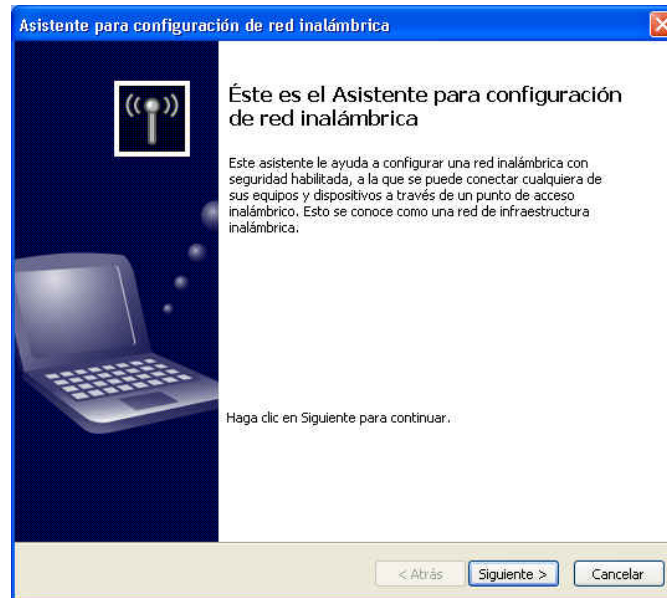 Asistente para configuración de red inalámbrica
Éste es el Asistente para configuración
de red inalámbrica
Este asistente le ayuda a configurar una red inalámbrica con
seguridad habilitada, a la que se puede conectar cualquiera de
sus equipos y dispositivos a través de un punto de acceso
inalámbrico. Esto se conoce como una red de infraestructura
inalámbrica.
Haga clic en Siguiente para continuar.
< Atrás Siguiente > Cancelar